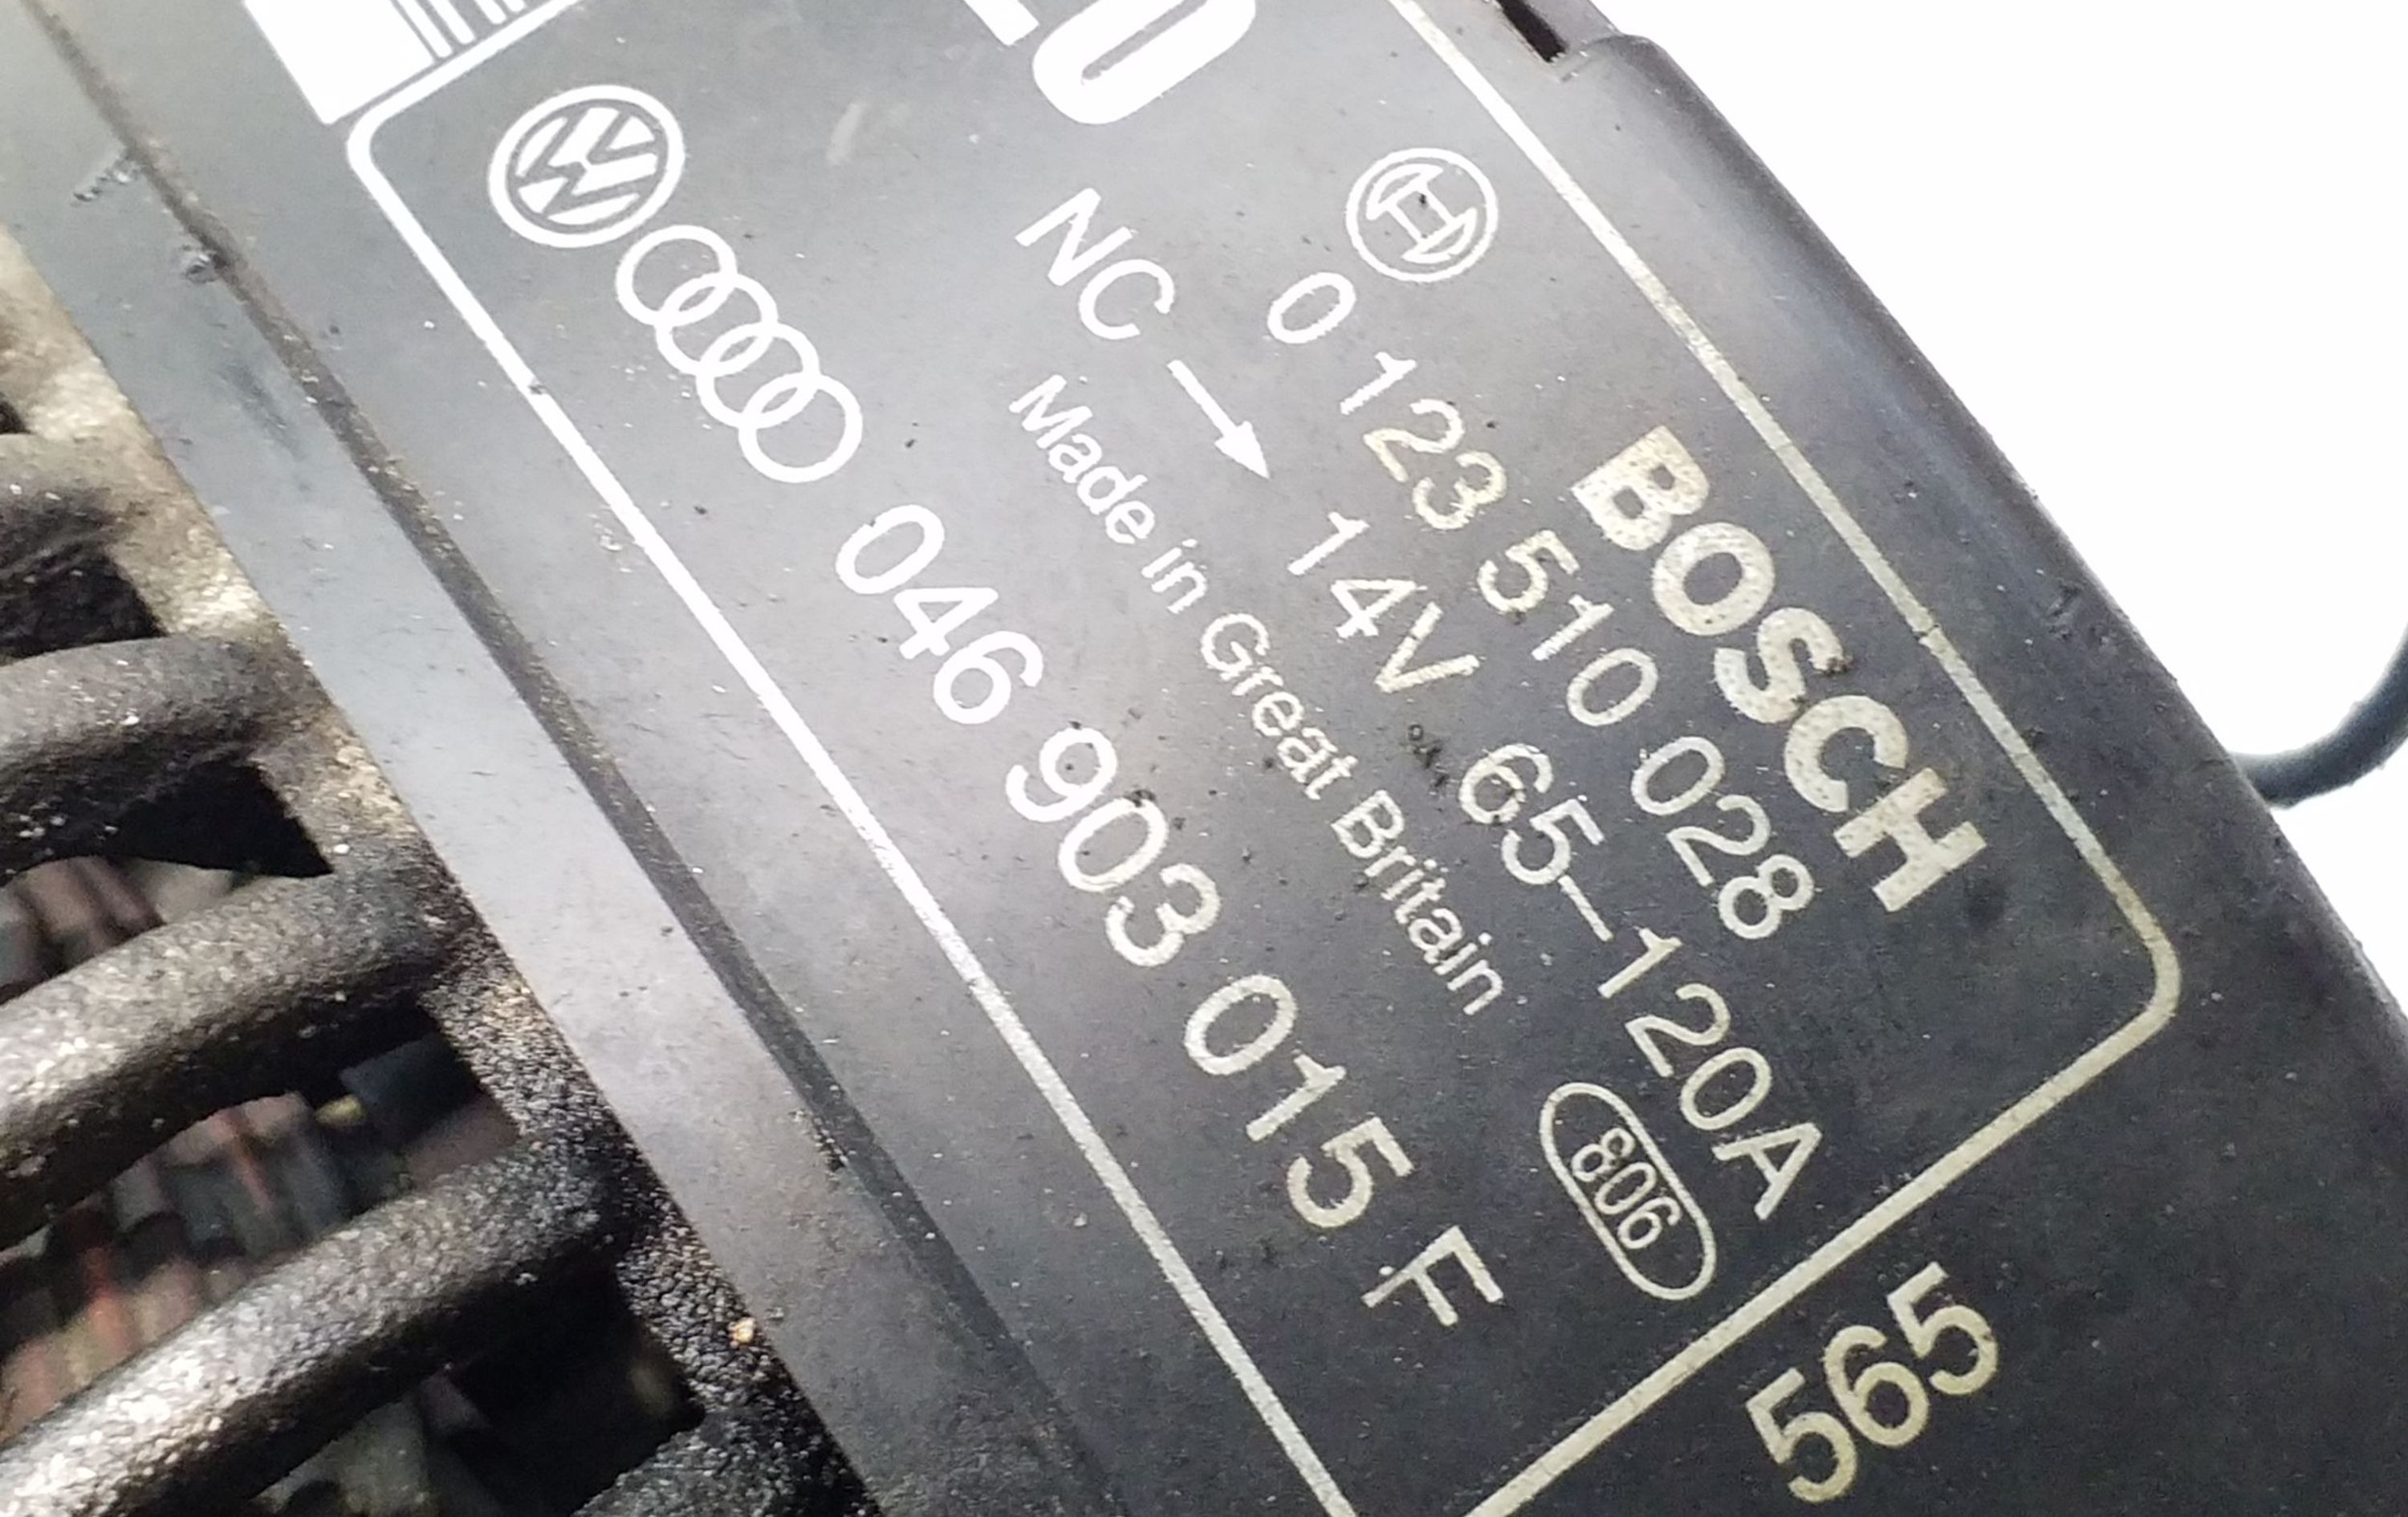 BOSCH
0 123 510 028
NC → 14V 65–120A
Made in Great Britain
806
046 903 015 F
565